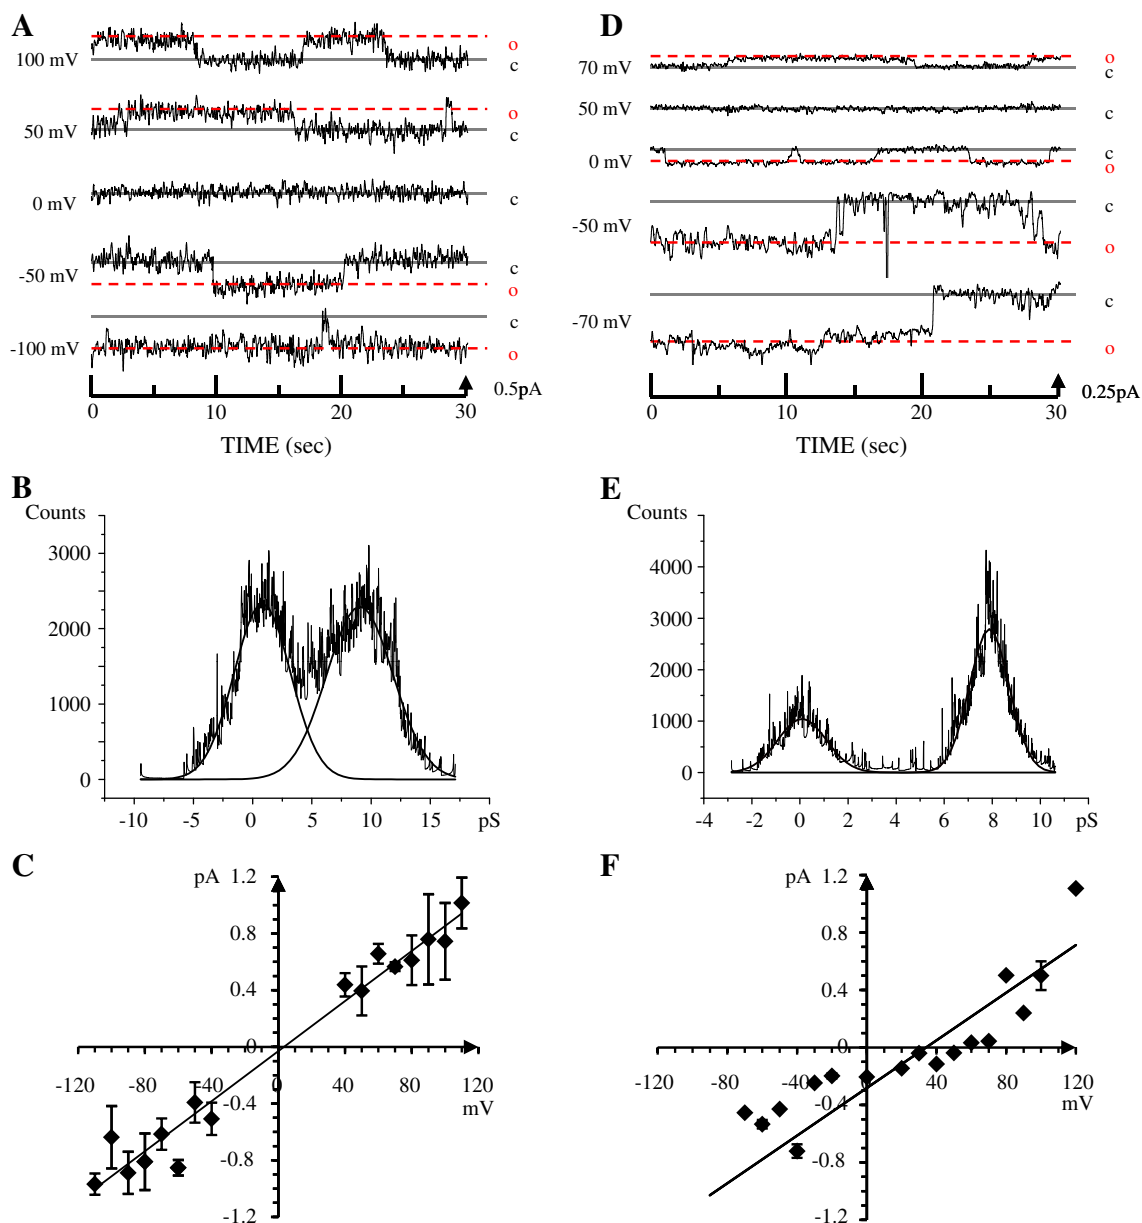 A
100 mV
o
c
50 mV
o
c
0 mV
c
-50 mV
c
o
-100 mV
c
o
0 10 20 30
0.5pA
TIME (sec)
D
70 mV
o
c
50 mV
c
0 mV
c
o
-50 mV
c
o
-70 mV
c
o
0 10 20 30
0.25pA
TIME (sec)
B
Counts
3000
2000
1000
0
-10 -5 0 5 10 15 pS
E
Counts
4000
3000
2000
1000
0
-4 -2 0 2 4 6 8 10 pS
C
pA
1.2
0.8
0.4
0
-0.4
-0.8
-1.2
-120 -80 -40 0 40 80 120
mV
F
pA
1.2
0.8
0.4
0
-0.4
-0.8
-1.2
-120 -80 -40 0 40 80 120
mV